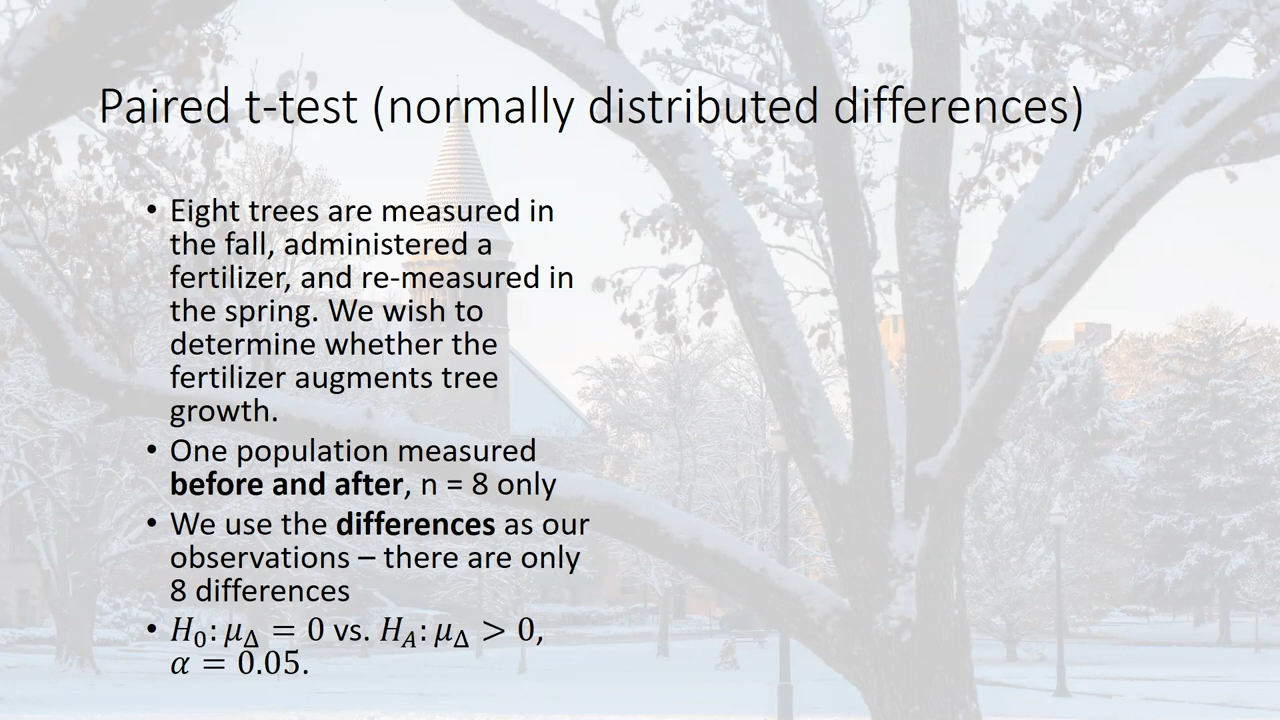 Paired t-test (normally distributed differences)
• Eight trees are measured in
the fall, administered a
fertilizer, and re-measured in
the spring. We wish to
determine whether the
fertilizer augments tree
growth.
• One population measured
before and after, n = 8 only
• We use the differences as our
observations – there are only
8 differences
• H₀: μ_Δ = 0 vs. H_A: μ_Δ > 0,
α = 0.05.